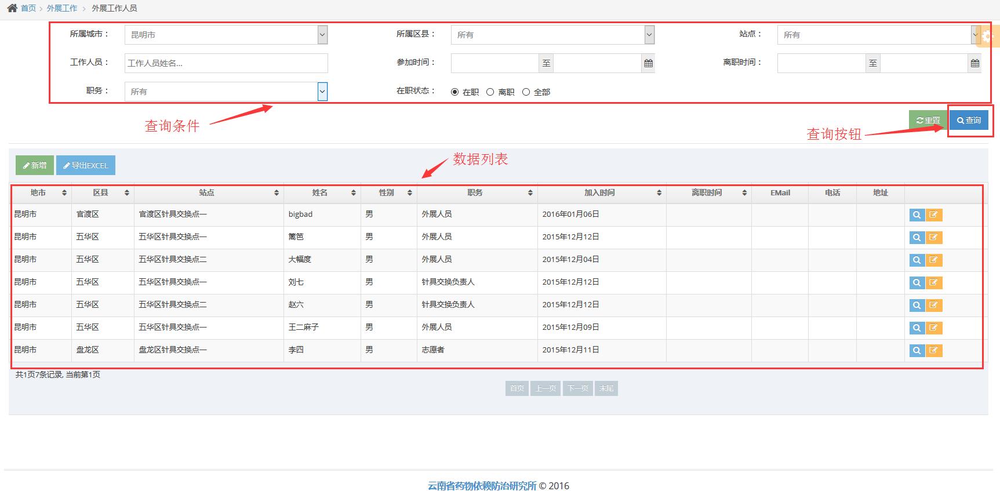 首页 > 外展工作 > 外展工作人员
所属城市： 昆明市 所属区县： 所有 站点： 所有
工作人员： 工作人员姓名... 参加时间： 至 离职时间： 至
职务： 所有 在职状态： 在职 离职 全部
查询条件
重置 查询
查询按钮
数据列表
新增 导出EXCEL
地市 区县 站点 姓名 性别 职务 加入时间 离职时间 EMail 电话 地址
昆明市 官渡区 官渡区针具交换点一 bigbad 男 外展人员 2016年01月06日
昆明市 五华区 五华区针具交换点一 篱笆 男 外展人员 2015年12月12日
昆明市 五华区 五华区针具交换点二 大幅度 男 外展人员 2015年12月04日
昆明市 五华区 五华区针具交换点一 刘七 男 针具交换负责人 2015年12月12日
昆明市 五华区 五华区针具交换点二 赵六 男 针具交换负责人 2015年12月12日
昆明市 五华区 五华区针具交换点一 王二麻子 男 外展人员 2015年12月09日
昆明市 盘龙区 盘龙区针具交换点一 李四 男 志愿者 2015年12月11日
共1页7条记录, 当前第1页
首页 上一页 下一页 末尾
云南省药物依赖防治研究所 © 2016